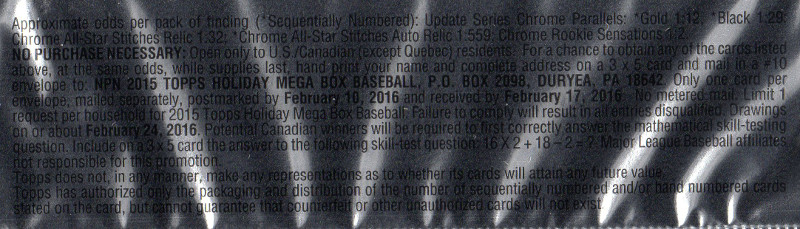 Approximate odds per pack of finding (*Sequentially Numbered): Update Series Chrome Parallels: *Gold 1:12; *Black 1:29;
Chrome All-Star Stitches Relic 1:32; *Chrome All-Star Stitches Auto Relic 1:559; Chrome Rookie Sensations 1:2.
NO PURCHASE NECESSARY: Open only to U.S./Canadian (except Quebec) residents. For a chance to obtain any of the cards listed
above, at the same odds, while supplies last, hand print your name and complete address on a 3 x 5 card and mail in a #10
envelope to: NPN 2015 TOPPS HOLIDAY MEGA BOX BASEBALL, P.O. BOX 2098, DURYEA, PA 18642. Only one card per
envelope, mailed separately, postmarked by February 10, 2016 and received by February 17, 2016. No metered mail. Limit 1
request per household for 2015 Topps Holiday Mega Box Baseball. Failure to comply will result in all entries disqualified. Drawings
on or about February 24, 2016. Potential Canadian winners will be required to first correctly answer the mathematical skill-testing
question. Include on a 3 x 5 card the answer to the following skill-test question: 16 X 2 + 18 – 2 = ? Major League Baseball affiliates
not responsible for this promotion.
Topps does not, in any manner, make any representations as to whether its cards will attain any future value.
Topps has authorized only the packaging and distribution of the number of sequentially numbered and/or hand numbered cards
stated on the card, but cannot guarantee that counterfeit or other unauthorized cards will not exist.